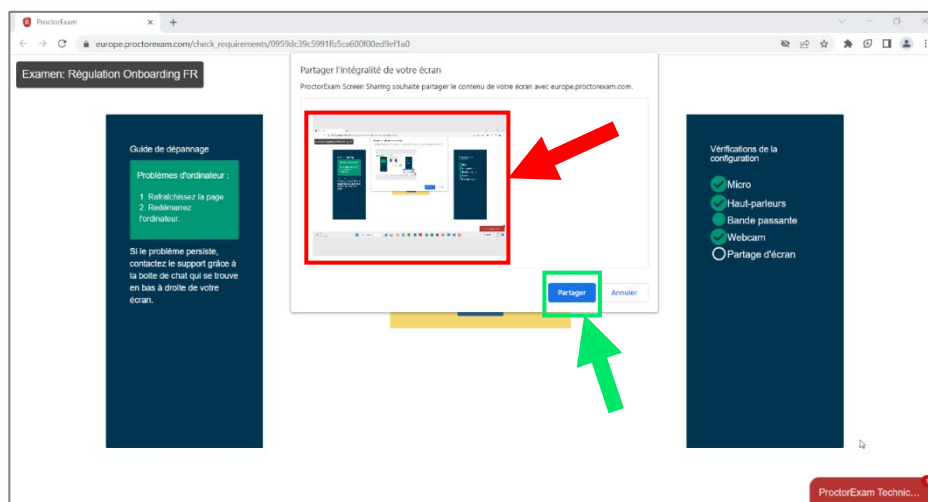 ProctorExam
europe.proctorexam.com/check_requirements/0959dc39c5991fb5ca600f00ed9ef1a0
Examen: Régulation Onboarding FR
Partager l'intégralité de votre écran
ProctorExam Screen Sharing souhaite partager le contenu de votre écran avec europe.proctorexam.com.
Partager
Annuler
Guide de dépannage
Problèmes d'ordinateur :
1. Rafraîchissez la page.
2. Redémarrez
l'ordinateur.
Si le problème persiste,
contactez le support grâce à
la boîte de chat qui se trouve
en bas à droite de votre
écran.
Vérifications de la
configuration
Micro
Haut-parleurs
Bande passante
Webcam
Partage d'écran
ProctorExam Technic...